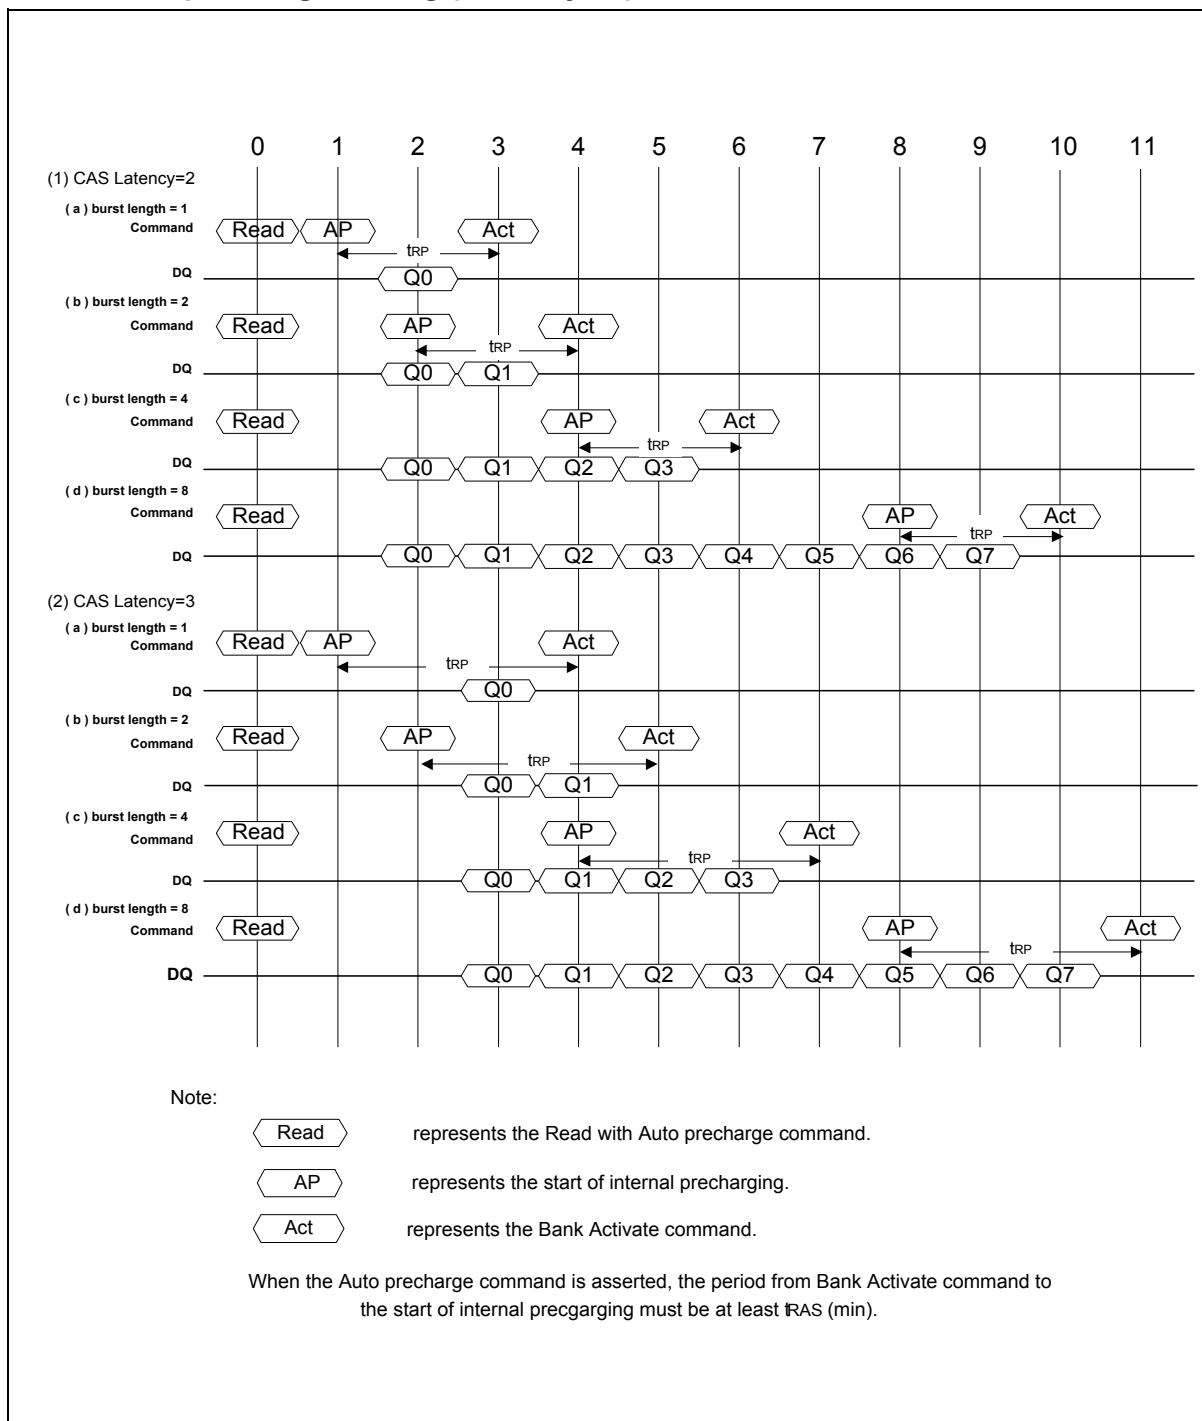 0 1 2 3 4 5 6 7 8 9 10 11
(1) CAS Latency=2
( a ) burst length = 1
Command Read AP Act
tRP
DQ Q0
( b ) burst length = 2
Command Read AP Act
tRP
DQ Q0 Q1
( c ) burst length = 4
Command Read AP Act
tRP
DQ Q0 Q1 Q2 Q3
( d ) burst length = 8
Command Read AP Act
tRP
DQ Q0 Q1 Q2 Q3 Q4 Q5 Q6 Q7
(2) CAS Latency=3
( a ) burst length = 1
Command Read AP Act
tRP
DQ Q0
( b ) burst length = 2
Command Read AP Act
tRP
DQ Q0 Q1
( c ) burst length = 4
Command Read AP Act
tRP
DQ Q0 Q1 Q2 Q3
( d ) burst length = 8
Command Read AP Act
tRP
DQ Q0 Q1 Q2 Q3 Q4 Q5 Q6 Q7
Note:
Read represents the Read with Auto precharge command.
AP represents the start of internal precharging.
Act represents the Bank Activate command.
When the Auto precharge command is asserted, the period from Bank Activate command to
the start of internal precgarging must be at least tRAS (min).